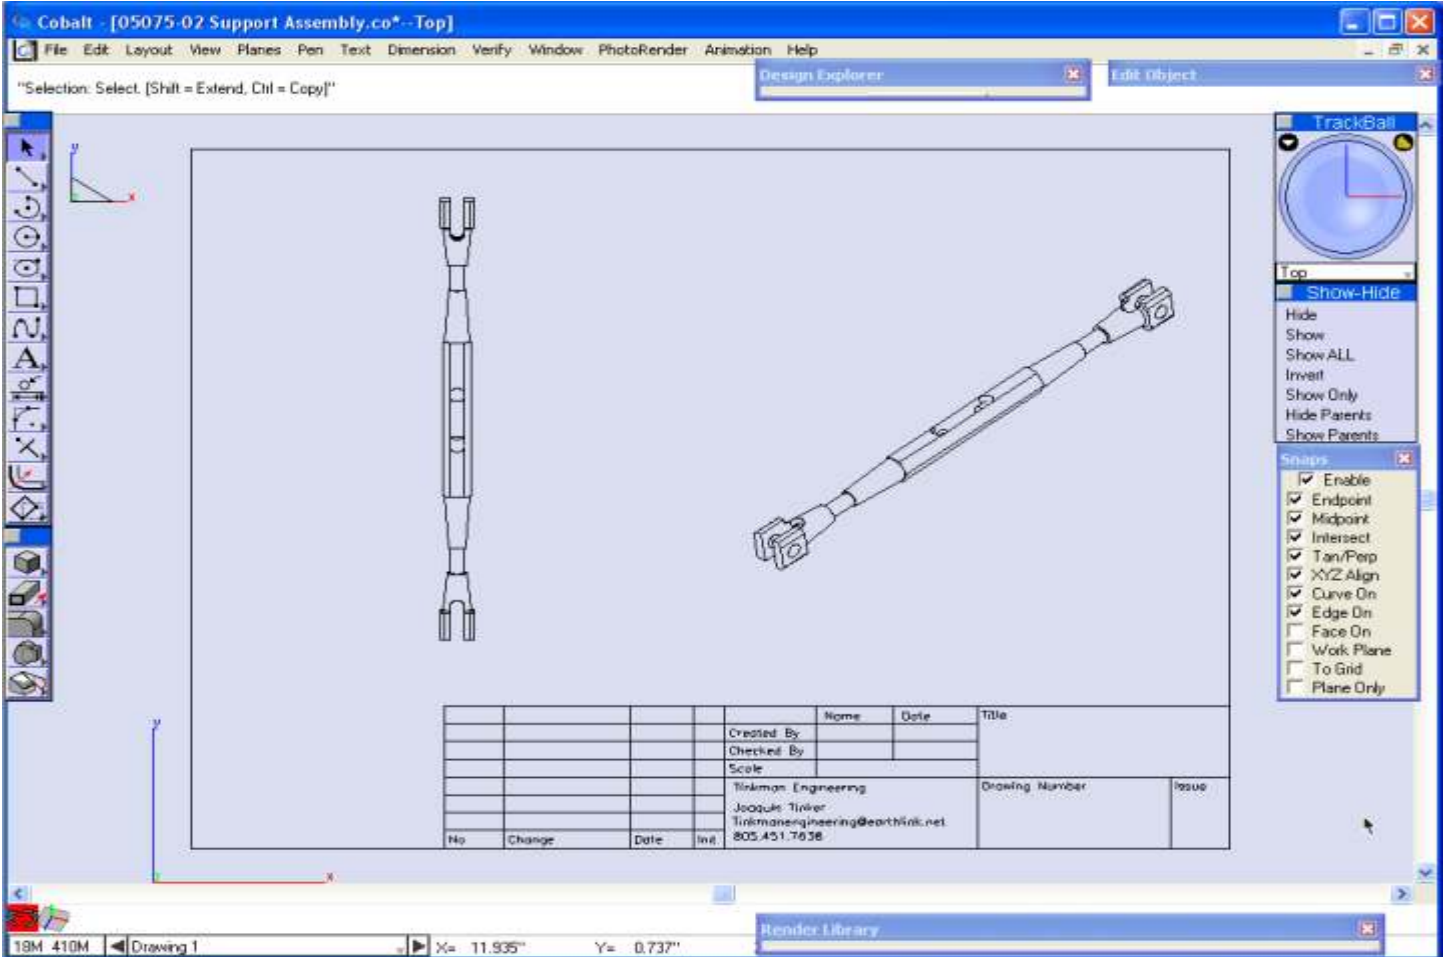 Cobalt - [05075-02 Support Assembly.co*--Top]
File Edit Layout View Planes Pen Text Dimension Verify Window PhotoRender Animation Help
"Selection: Select. [Shift = Extend, Ctrl = Copy]"
Design Explorer
Edit Object
y
x
TrackBall
Top
Show-Hide
Hide
Show
Show ALL
Invert
Show Only
Hide Parents
Show Parents
Snaps
Enable
Endpoint
Midpoint
Intersect
Tan/Perp
XYZ Align
Curve On
Edge On
Face On
Work Plane
To Grid
Plane Only
A
Name Date Title
Created By
Checked By
Scale
Tinkman Engineering
Drawing Number Issue
Joaquin Tinker
Tinkmanengineering@earthlink.net
805.451.7638
No Change Date Init
y
x
Render Library
18M 410M Drawing 1 X= 11.935" Y= 0.737"